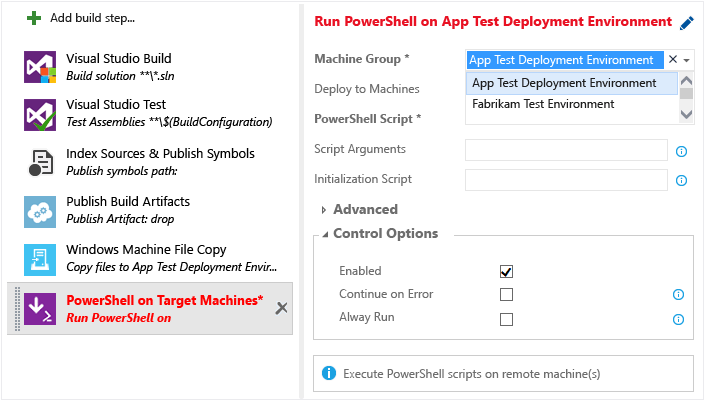 Add build step...
Visual Studio Build
Build solution **\*.sln
Visual Studio Test
Test Assemblies **\$(BuildConfiguration)
Index Sources & Publish Symbols
Publish symbols path:
Publish Build Artifacts
Publish Artifact: drop
Windows Machine File Copy
Copy files to App Test Deployment Envir...
PowerShell on Target Machines*
Run PowerShell on
Run PowerShell on App Test Deployment Environment
Machine Group * App Test Deployment Environment
Deploy to Machines App Test Deployment Environment
Fabrikam Test Environment
PowerShell Script *
Script Arguments
Initialization Script
Advanced
Control Options
Enabled
Continue on Error
Alway Run
Execute PowerShell scripts on remote machine(s)